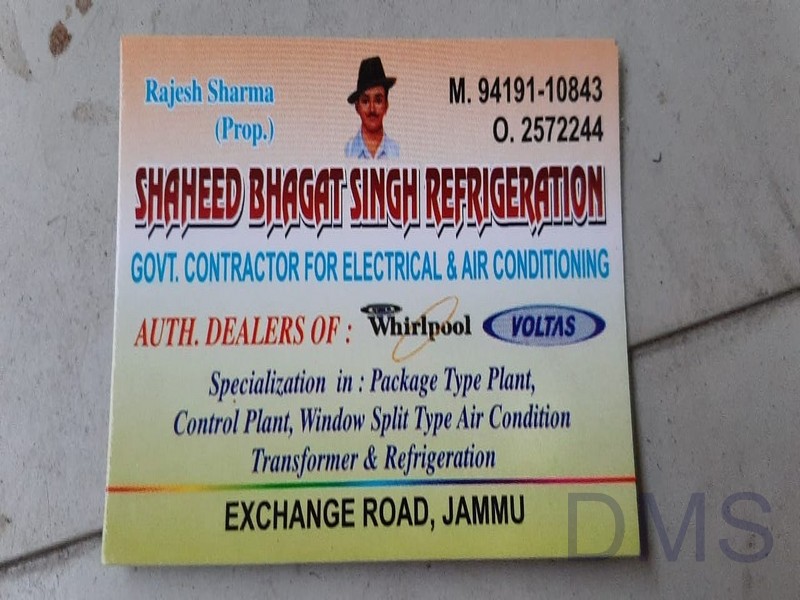 Rajesh Sharma
(Prop.)
M. 94191-10843
O. 2572244
SHAHEED BHAGAT SINGH REFRIGERATION
GOVT. CONTRACTOR FOR ELECTRICAL & AIR CONDITIONING
AUTH. DEALERS OF : Whirlpool VOLTAS
Specialization in : Package Type Plant,
Control Plant, Window Split Type Air Condition
Transformer & Refrigeration
EXCHANGE ROAD, JAMMU
DMS